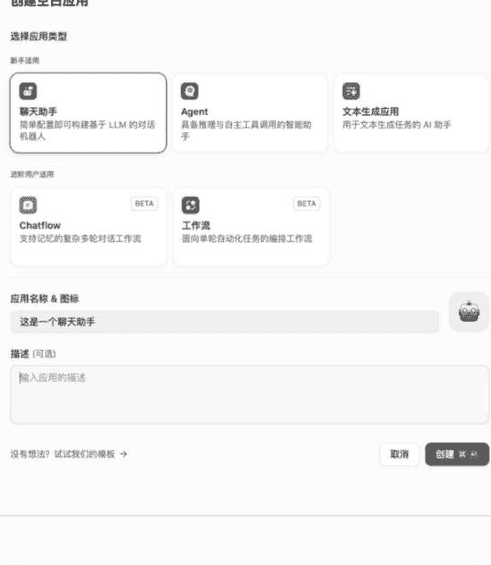 创建空白应用
选择应用类型
新手适用
聊天助手
简单配置即可构建基于 LLM 的对话
机器人
Agent
具备推理与自主工具调用的智能助
手
文本生成应用
用于文本生成任务的 AI 助手
进阶用户适用
BETA
Chatflow
支持记忆的复杂多轮对话工作流
BETA
工作流
面向单轮自动化任务的编排工作流
应用名称 & 图标
这是一个聊天助手
描述 (可选)
输入应用的描述
没有想法? 试试我们的模板 →
取消
创建 ⌘ ↵